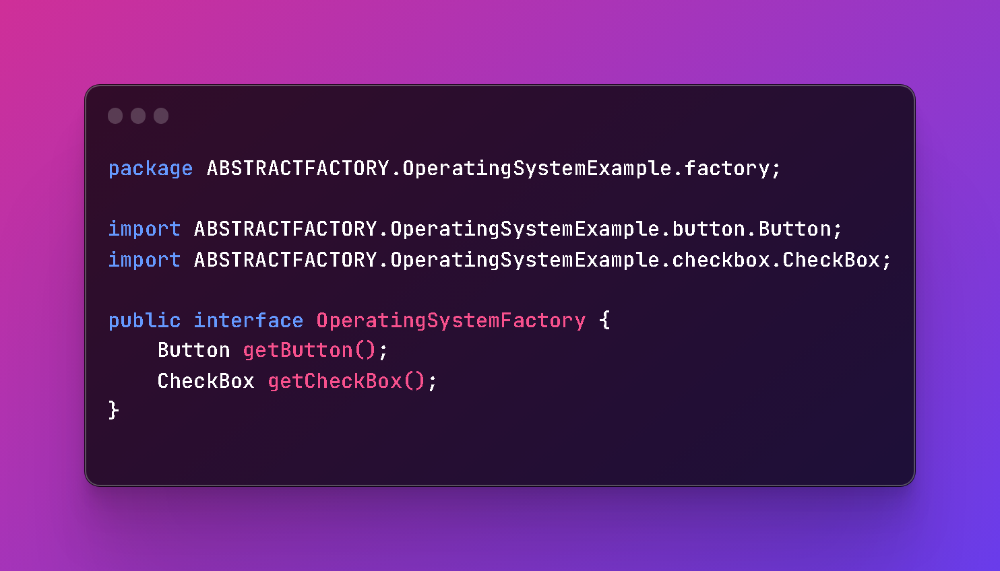 package ABSTRACTFACTORY.OperatingSystemExample.factory;
import ABSTRACTFACTORY.OperatingSystemExample.button.Button;
import ABSTRACTFACTORY.OperatingSystemExample.checkbox.CheckBox;
public interface OperatingSystemFactory {
    Button getButton();
    CheckBox getCheckBox();
}